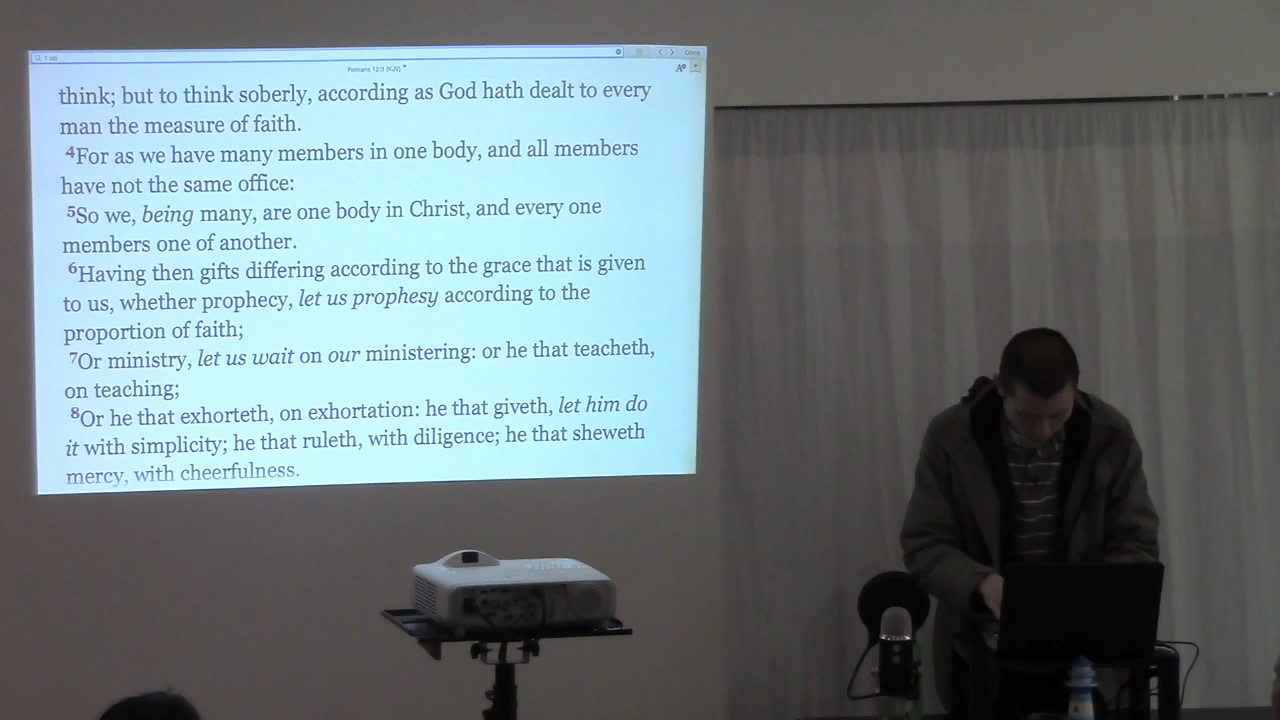 1 co
Done
Romans 12:3 (KJV)
think; but to think soberly, according as God hath dealt to every
man the measure of faith.
4For as we have many members in one body, and all members
have not the same office:
5So we, being many, are one body in Christ, and every one
members one of another.
6Having then gifts differing according to the grace that is given
to us, whether prophecy, let us prophesy according to the
proportion of faith;
7Or ministry, let us wait on our ministering: or he that teacheth,
on teaching;
8Or he that exhorteth, on exhortation: he that giveth, let him do
it with simplicity; he that ruleth, with diligence; he that sheweth
mercy, with cheerfulness.